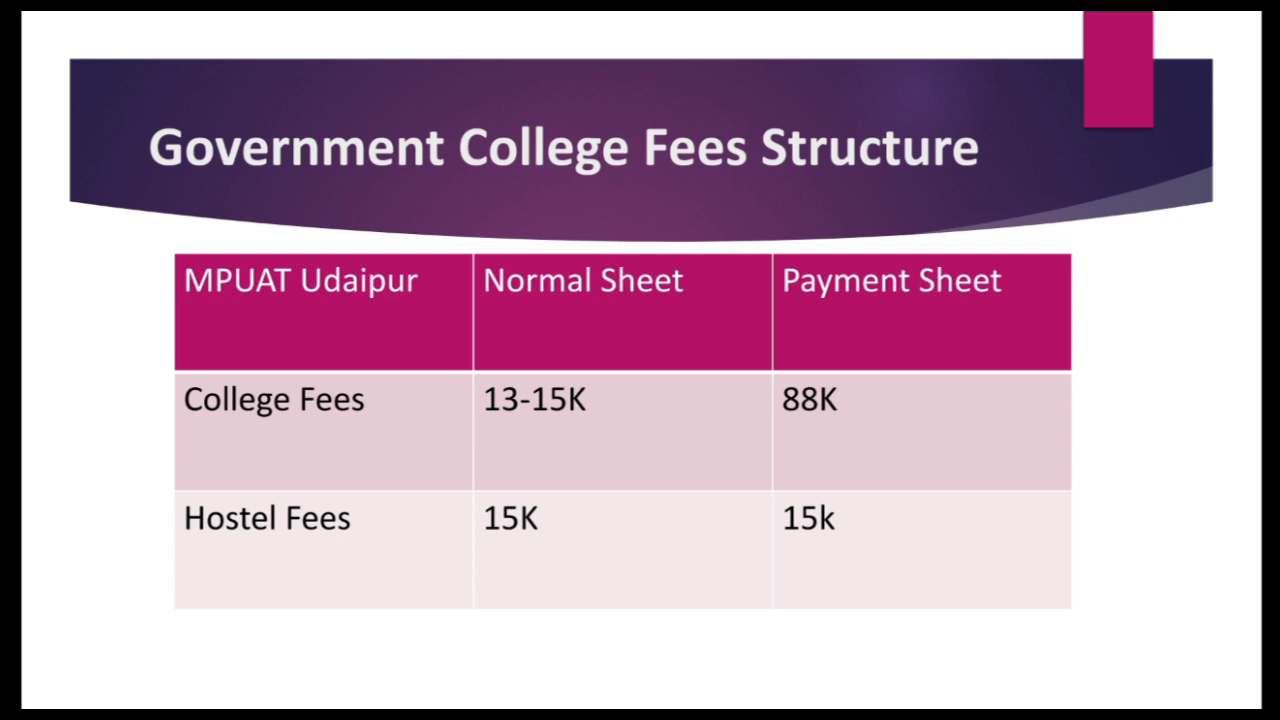 Government College Fees Structure
MPUAT Udaipur Normal Sheet Payment Sheet
College Fees 13-15K 88K
Hostel Fees 15K 15k